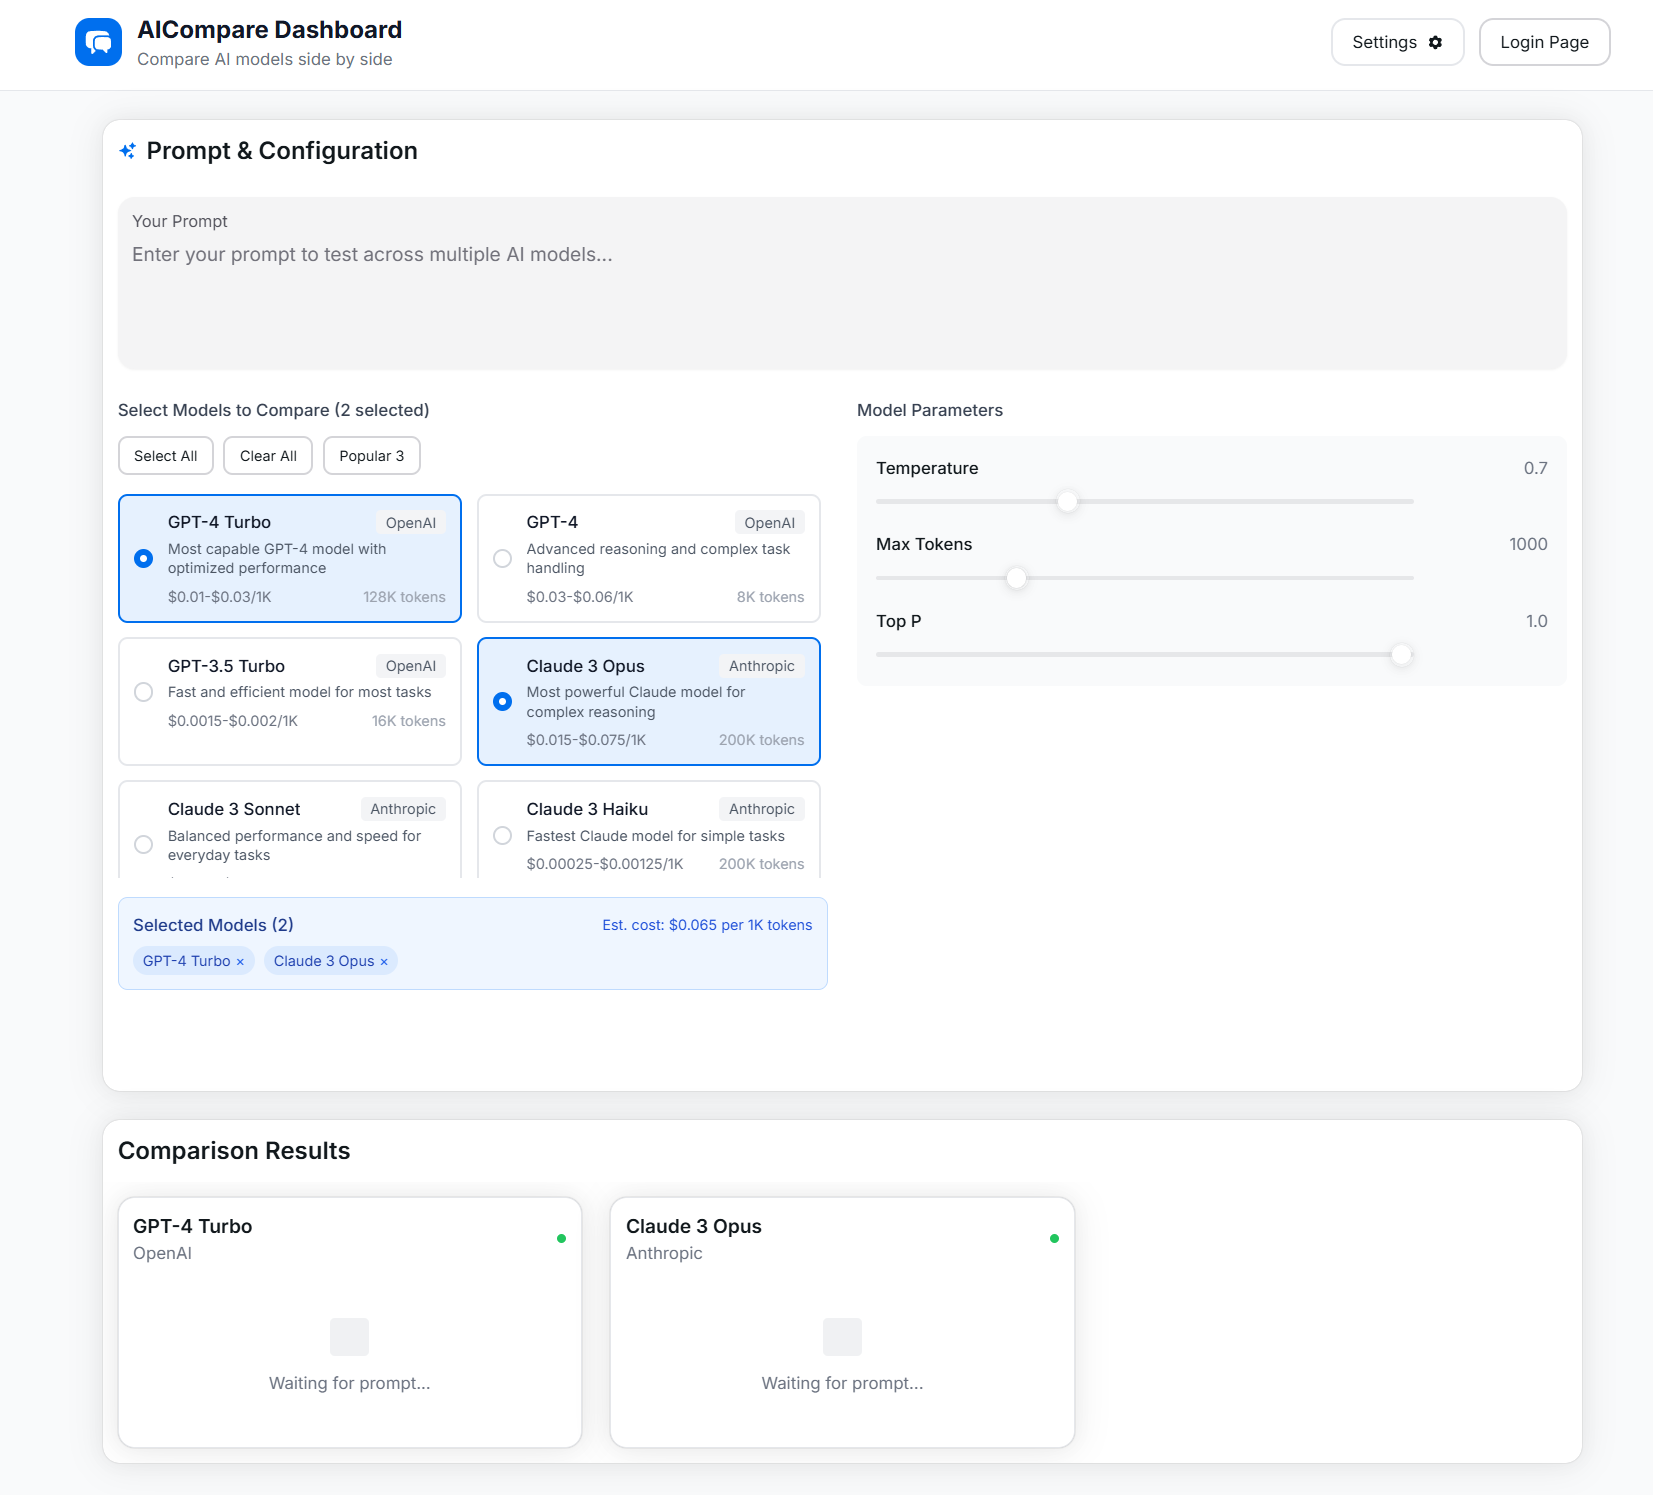 AICompare Dashboard
Compare AI models side by side
Settings
Login Page
Prompt & Configuration
Your Prompt
Enter your prompt to test across multiple AI models...
Select Models to Compare (2 selected)
Select All
Clear All
Popular 3
GPT-4 Turbo
OpenAI
Most capable GPT-4 model with
optimized performance
$0.01-$0.03/1K
128K tokens
GPT-4
OpenAI
Advanced reasoning and complex task
handling
$0.03-$0.06/1K
8K tokens
GPT-3.5 Turbo
OpenAI
Fast and efficient model for most tasks
$0.0015-$0.002/1K
16K tokens
Claude 3 Opus
Anthropic
Most powerful Claude model for
complex reasoning
$0.015-$0.075/1K
200K tokens
Claude 3 Sonnet
Anthropic
Balanced performance and speed for
everyday tasks
Claude 3 Haiku
Anthropic
Fastest Claude model for simple tasks
$0.00025-$0.00125/1K
200K tokens
Selected Models (2)
Est. cost: $0.065 per 1K tokens
GPT-4 Turbo ×
Claude 3 Opus ×
Model Parameters
Temperature
0.7
Max Tokens
1000
Top P
1.0
Comparison Results
GPT-4 Turbo
OpenAI
Waiting for prompt...
Claude 3 Opus
Anthropic
Waiting for prompt...